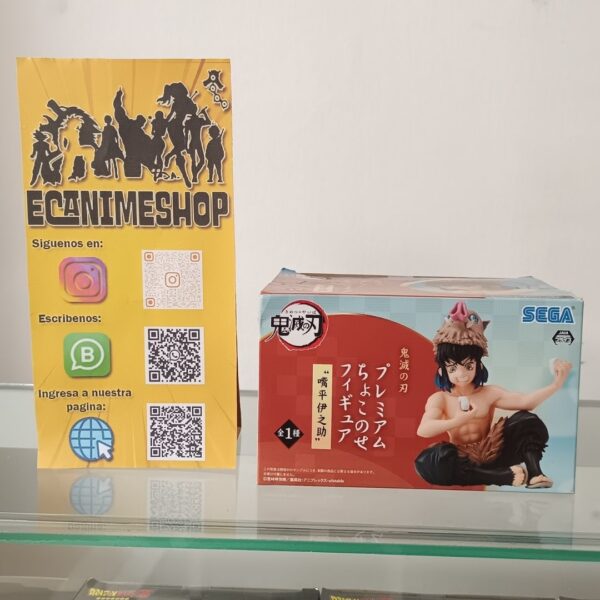 ECANIMESHOP
Siguenos en:
Escribenos:
B
Ingresa a nuestra
pagina:
鬼滅の刃
SEGA
鬼滅の刃
プレミアム
ちょこのせ
フィギュア
“嘴平伊之助”
全1種